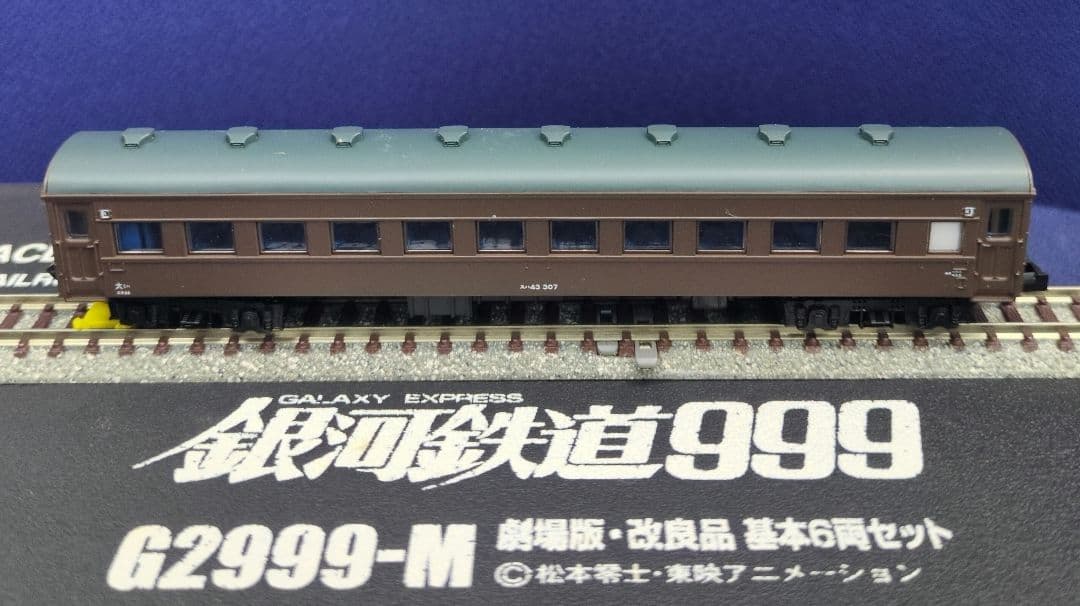 スハ43 307
GALAXY EXPRESS
銀河鉄道999
G2999-M
劇場版・改良品 基本6両セット
©松本零士・東映アニメーション